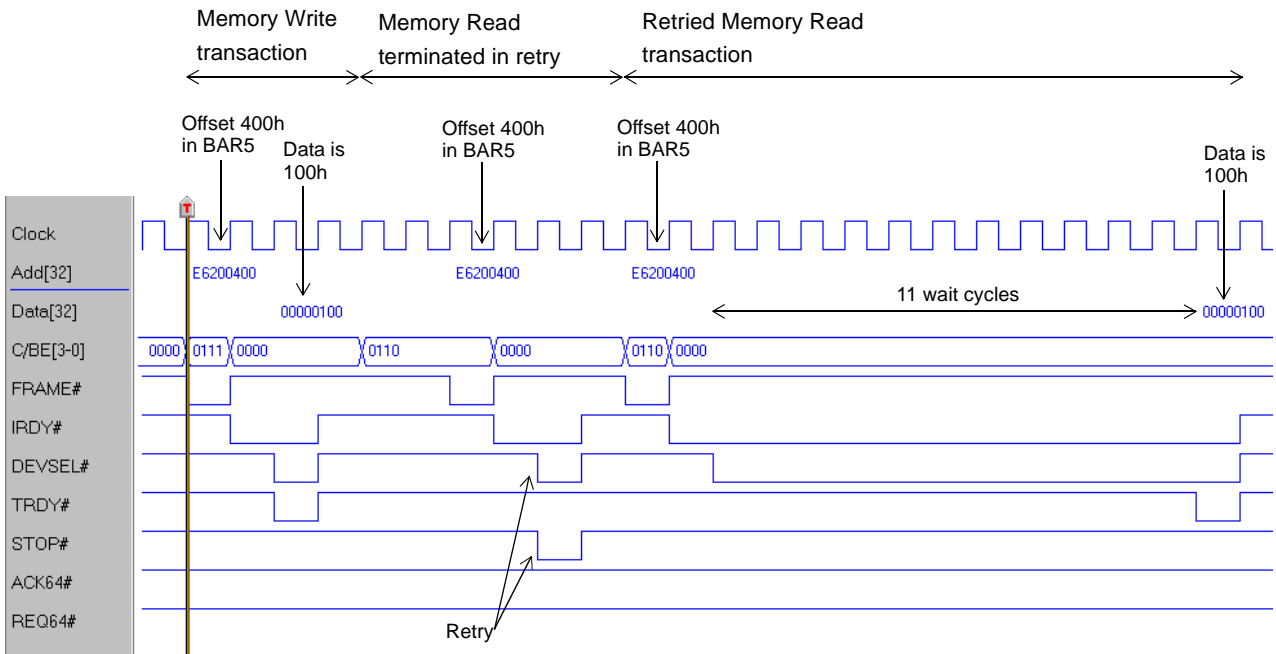 Memory Write
transaction
Memory Read
terminated in retry
Retried Memory Read
transaction
Offset 400h
in BAR5
Data is
100h
Offset 400h
in BAR5
Offset 400h
in BAR5
Data is
100h
T
Clock
Add[32]
E6200400
E6200400
E6200400
Data[32]
00000100
11 wait cycles
00000100
C/BE[3-0]
0000
0111
0000
0110
0000
0110
0000
FRAME#
IRDY#
DEVSEL#
TRDY#
STOP#
ACK64#
REQ64#
Retry